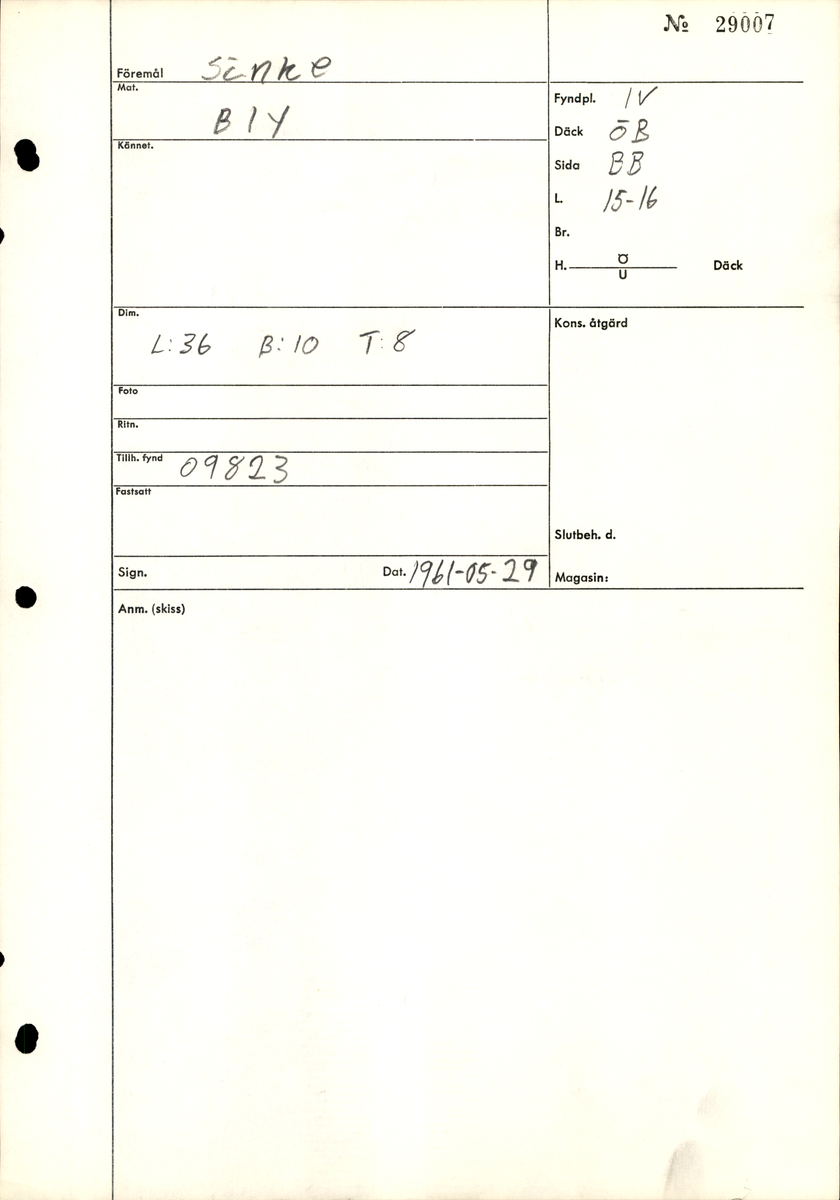 № 29007
Föremål Sänke
Mat.
Bly
Kännet.
Fyndpl. IV
Däck ÖB
Sida BB
L. 15-16
Br.
H. Ö Däck
U
Dim.
L:36 B:10 T:8
Kons. åtgärd
Foto
Ritn.
Tillh. fynd 09823
Fastsatt
Slutbeh. d.
Sign. Dat. 1961-05-29
Magasin:
Anm. (skiss)